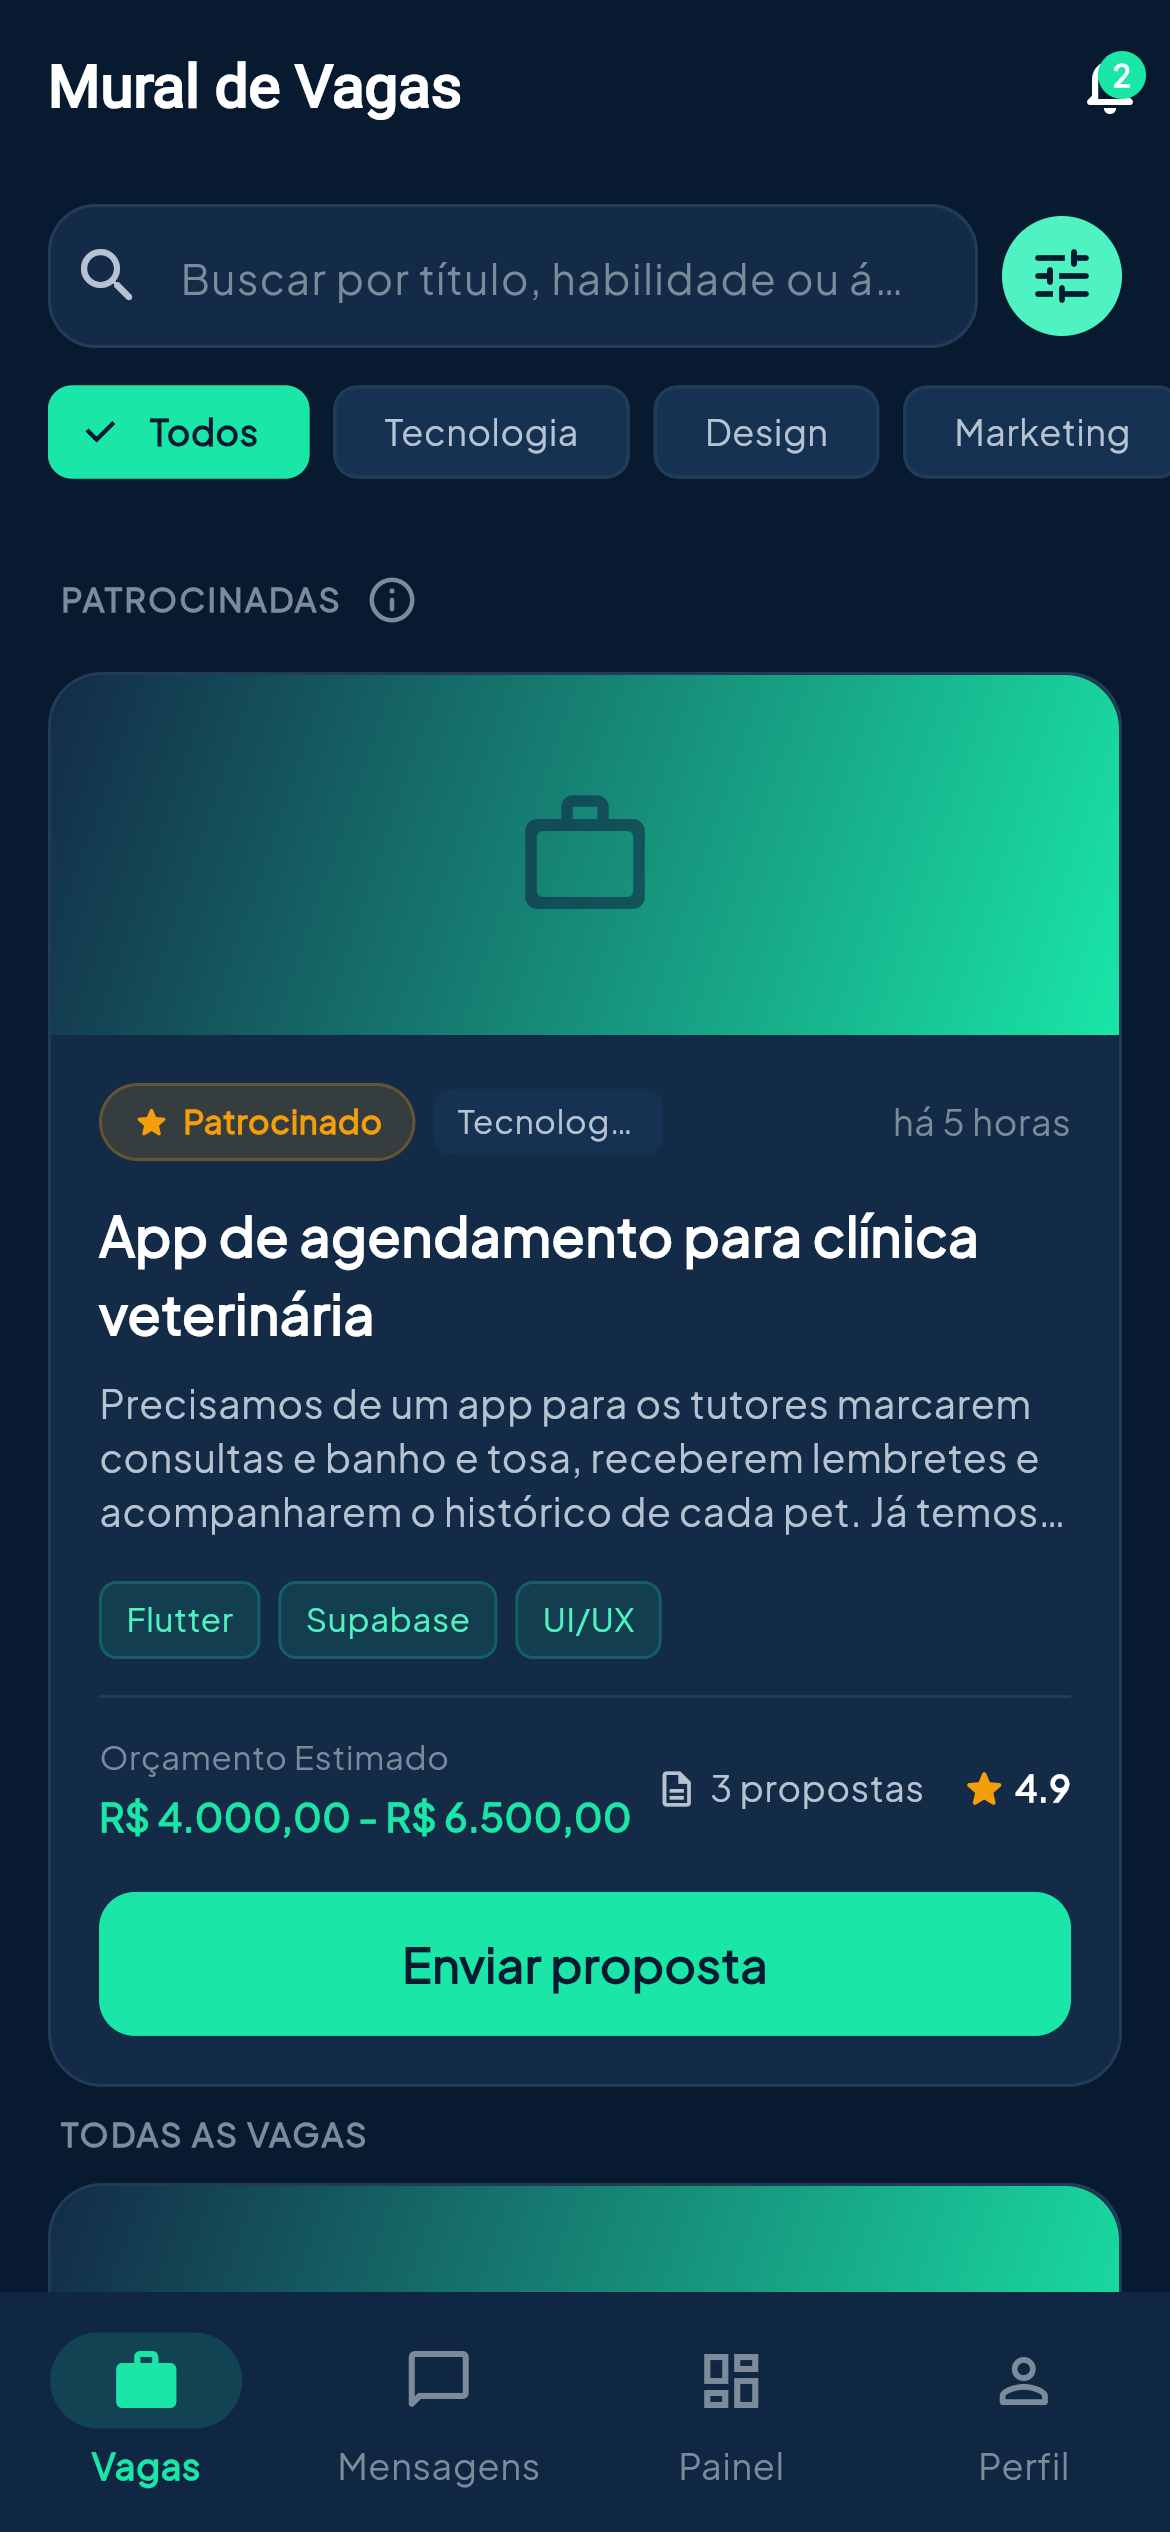 Mural de Vagas
2
Buscar por título, habilidade ou á...
Todos
Tecnologia
Design
Marketing
PATROCINADAS
Patrocinado
Tecnolog...
há 5 horas
App de agendamento para clínica
veterinária
Precisamos de um app para os tutores marcarem
consultas e banho e tosa, receberem lembretes e
acompanharem o histórico de cada pet. Já temos...
Flutter
Supabase
UI/UX
Orçamento Estimado
R$ 4.000,00 - R$ 6.500,00
3 propostas
4.9
Enviar proposta
TODAS AS VAGAS
Vagas
Mensagens
Painel
Perfil